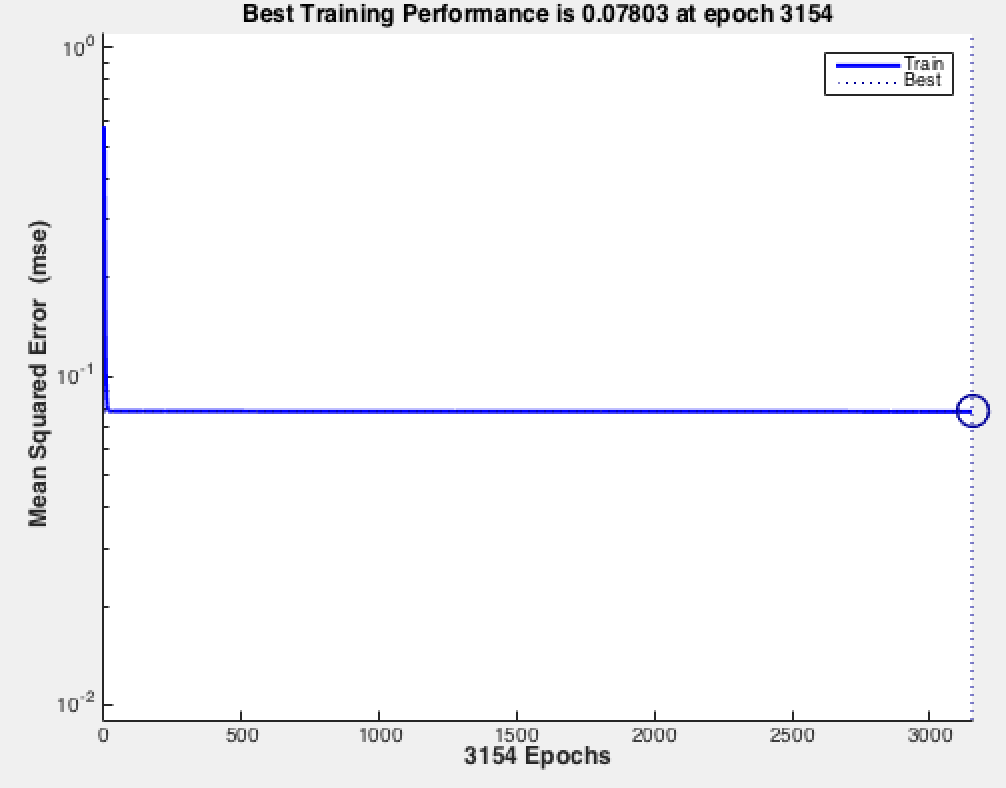 Best Training Performance is 0.07803 at epoch 3154
10^0
Train
Best
Mean Squared Error (mse)
10^-1
10^-2
0 500 1000 1500 2000 2500 3000
3154 Epochs